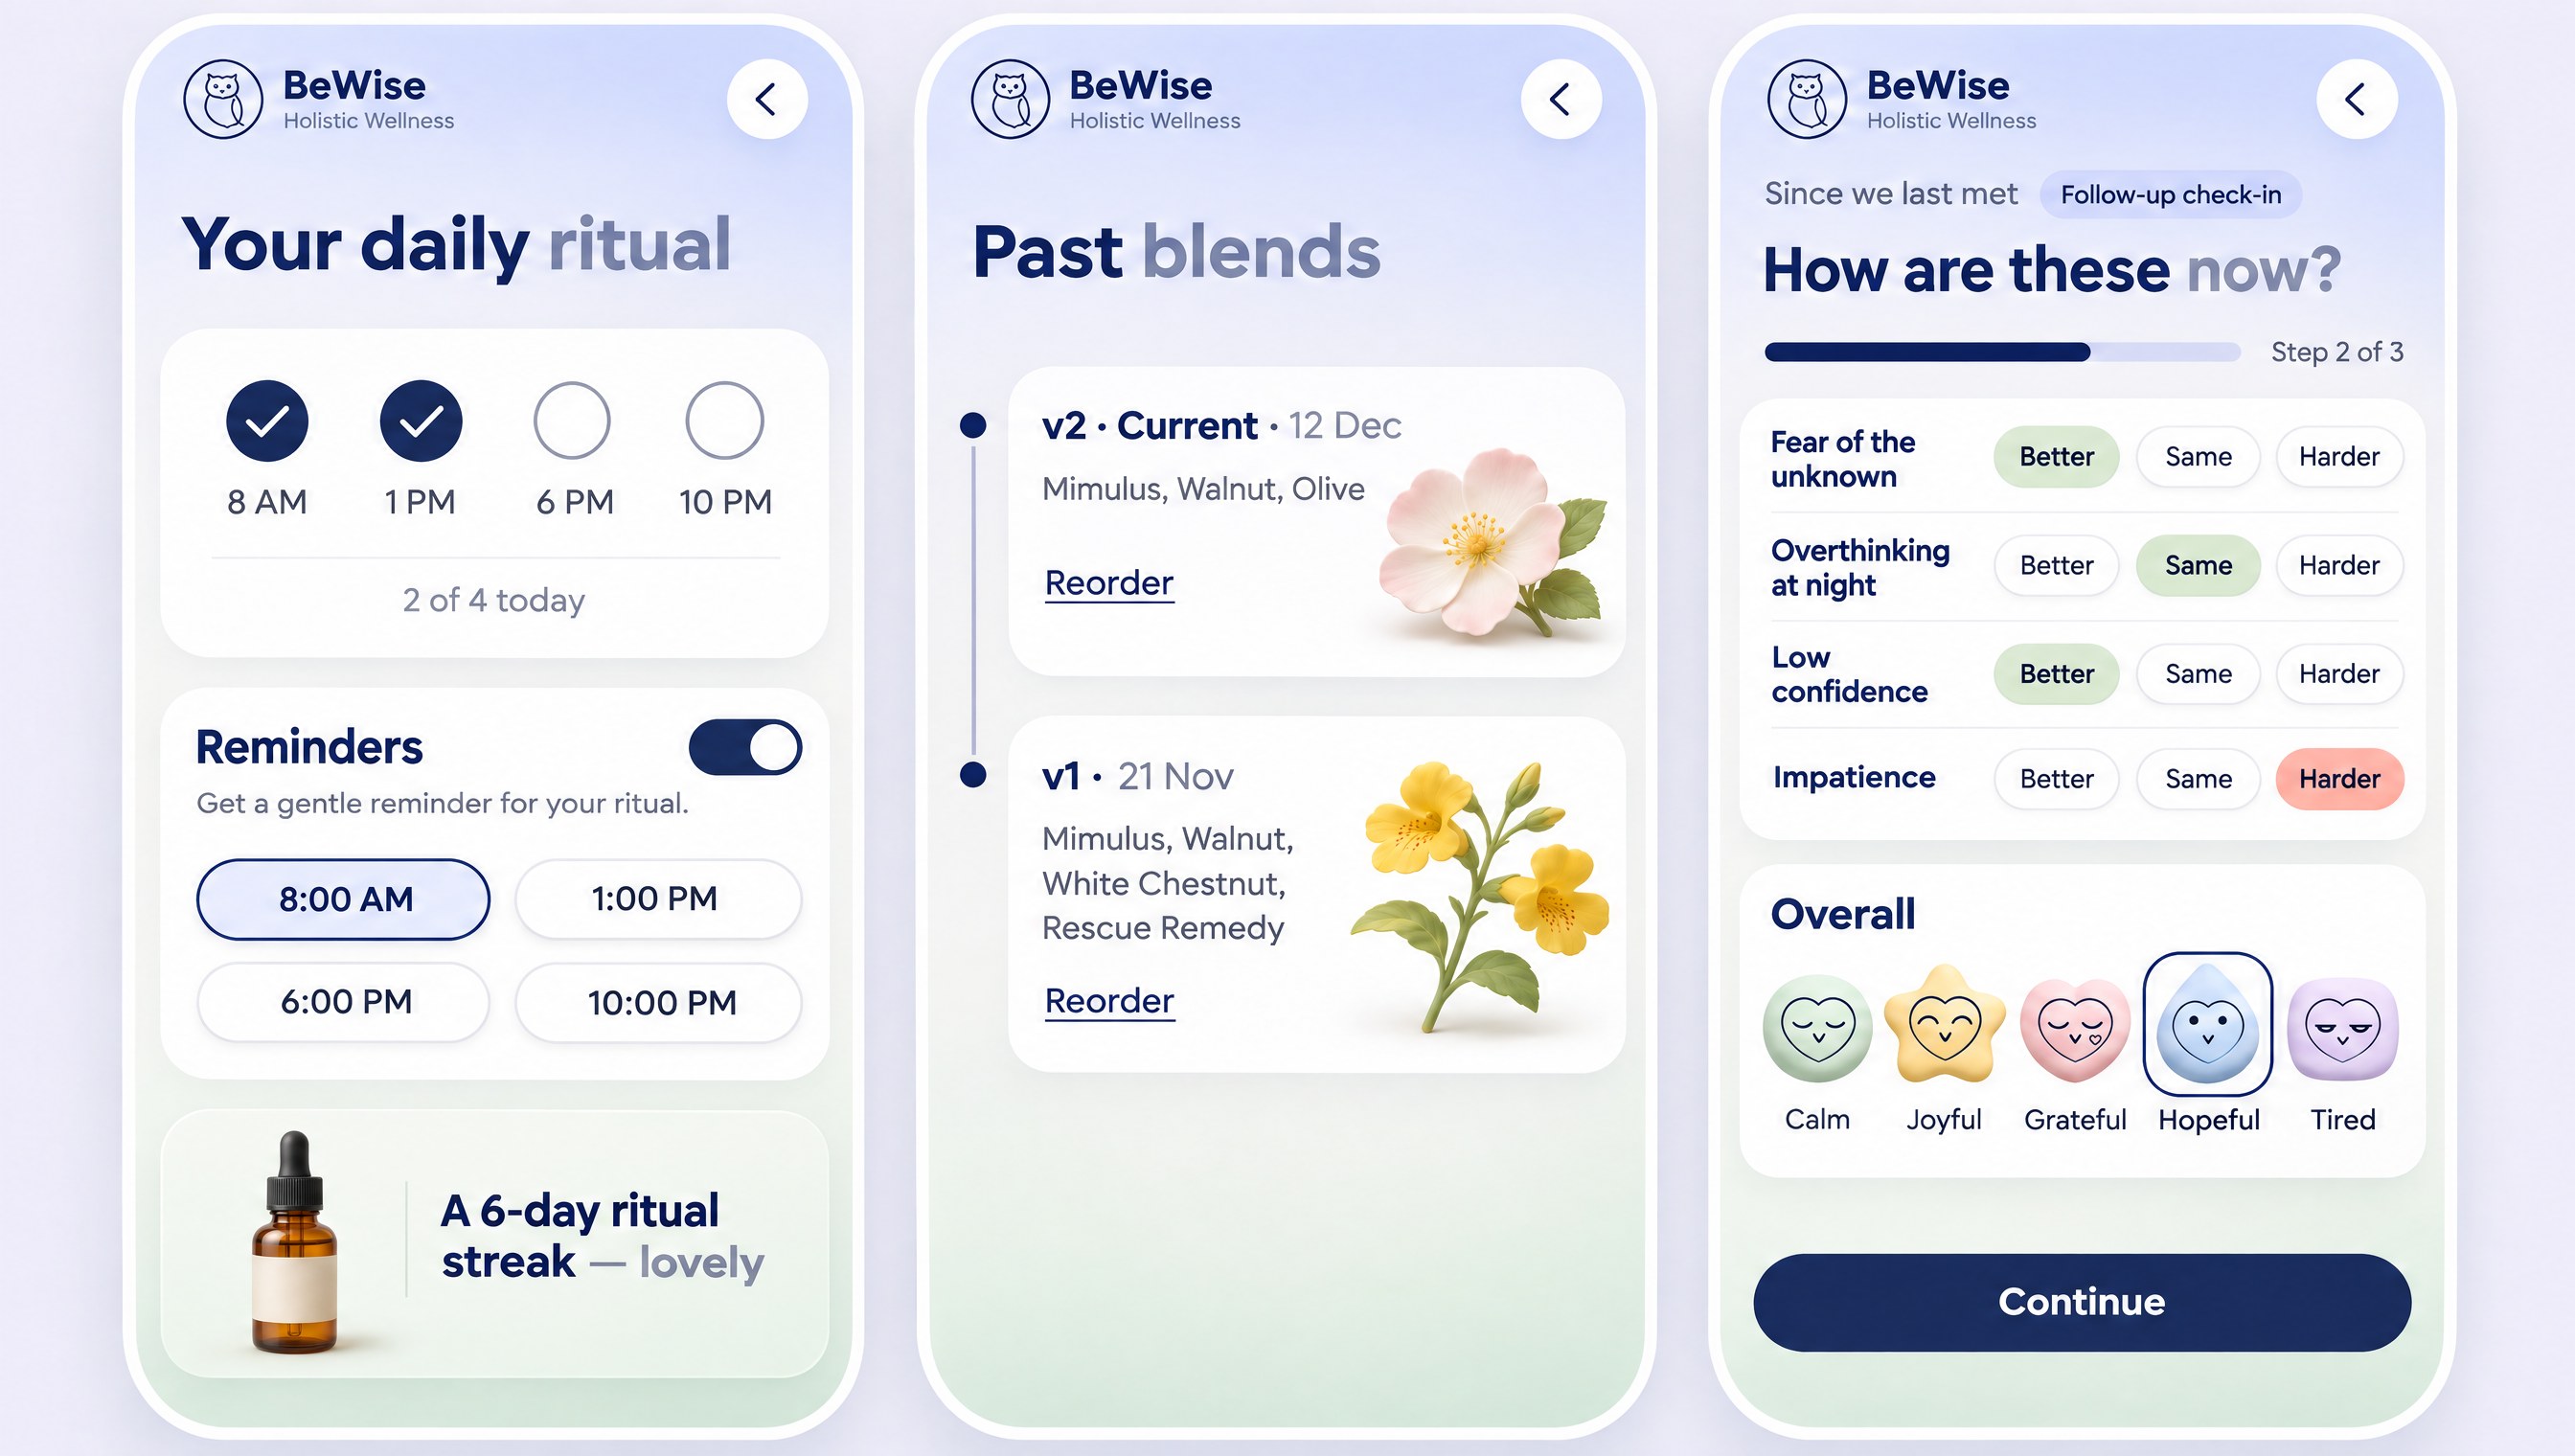 BeWise
Holistic Wellness
Your daily ritual
8 AM 1 PM 6 PM 10 PM
2 of 4 today
Reminders
Get a gentle reminder for your ritual.
8:00 AM 1:00 PM
6:00 PM 10:00 PM
A 6-day ritual
streak — lovely
BeWise
Holistic Wellness
Past blends
v2 · Current · 12 Dec
Mimulus, Walnut, Olive
Reorder
v1 · 21 Nov
Mimulus, Walnut,
White Chestnut,
Rescue Remedy
Reorder
BeWise
Holistic Wellness
Since we last met Follow-up check-in
How are these now?
Step 2 of 3
Fear of the
unknown
Better Same Harder
Overthinking
at night
Better Same Harder
Low
confidence
Better Same Harder
Impatience Better Same Harder
Overall
Calm Joyful Grateful Hopeful Tired
Continue